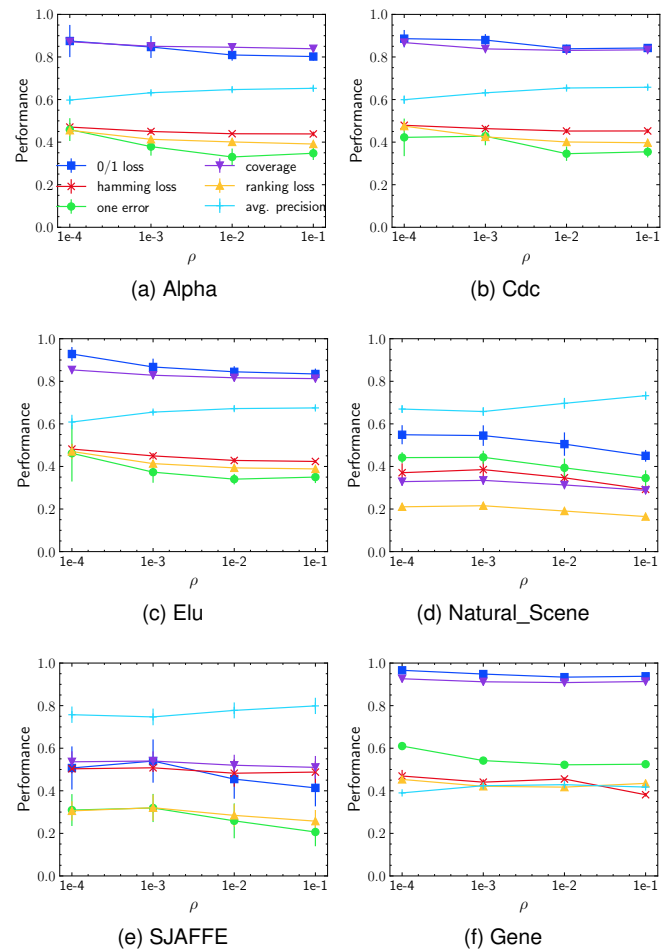 1.0
0.8
0.6
0.4
0.2
0.0
Performance
0/1 loss
hamming loss
one error
coverage
ranking loss
avg. precision
1e-4 1e-3 1e-2 1e-1
ρ
(a) Alpha
1.0
0.8
0.6
0.4
0.2
0.0
Performance
1e-4 1e-3 1e-2 1e-1
ρ
(b) Cdc
1.0
0.8
0.6
0.4
0.2
0.0
Performance
1e-4 1e-3 1e-2 1e-1
ρ
(c) Elu
1.0
0.8
0.6
0.4
0.2
0.0
Performance
1e-4 1e-3 1e-2 1e-1
ρ
(d) Natural_Scene
1.0
0.8
0.6
0.4
0.2
0.0
Performance
1e-4 1e-3 1e-2 1e-1
ρ
(e) SJAFFE
1.0
0.8
0.6
0.4
0.2
0.0
Performance
1e-4 1e-3 1e-2 1e-1
ρ
(f) Gene